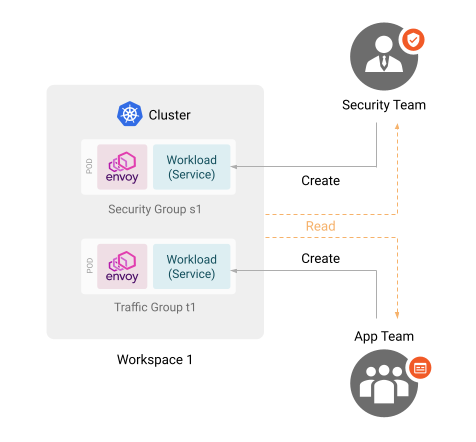 Security Team
Cluster
POD
envoy
Workload
(Service)
Create
Security Group s1
Read
POD
envoy
Workload
(Service)
Create
Traffic Group t1
App Team
Workspace 1